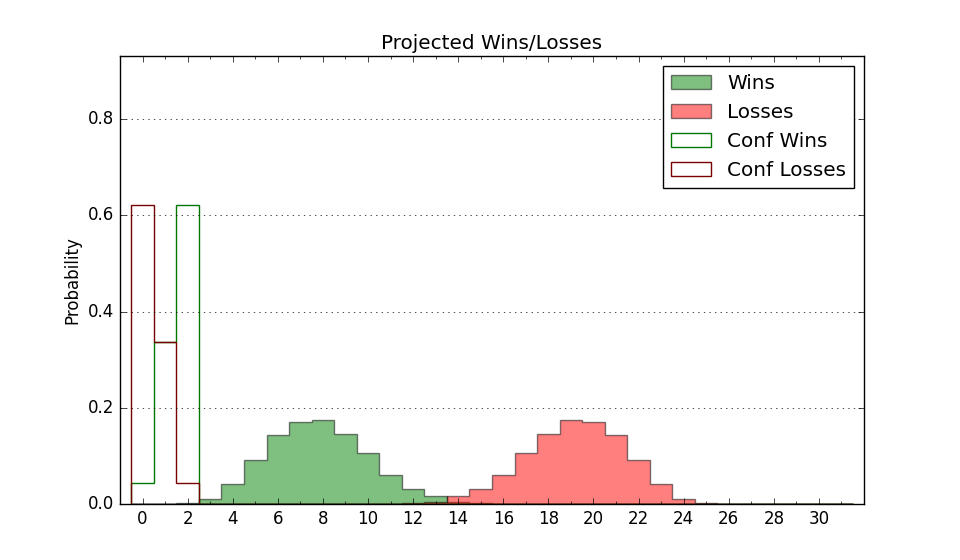 Projected Wins/Losses
Wins
Losses
Conf Wins
Conf Losses
Probability
0.8
0.6
0.4
0.2
0.0
0 2 4 6 8 10 12 14 16 18 20 22 24 26 28 30